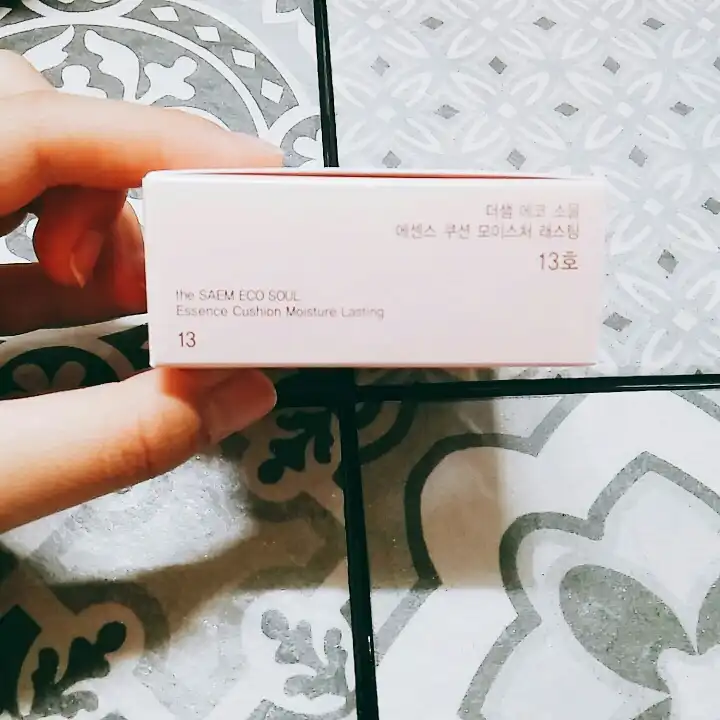 더샘 에코 소울
에센스 쿠션 모이스처 래스팅
13호
the SAEM ECO SOUL
Essence Cushion Moisture Lasting
13